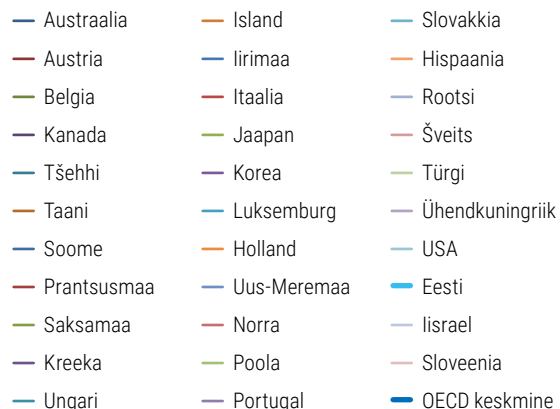 Austraalia
Austria
Belgia
Kanada
Tšehhi
Taani
Soome
Prantsusmaa
Saksamaa
Kreeka
Ungari
Island
Iirimaa
Itaalia
Jaapan
Korea
Luksemburg
Holland
Uus-Meremaa
Norra
Poola
Portugal
Slovakkia
Hispaania
Rootsi
Šveits
Türgi
Ühendkuningriik
USA
Eesti
Iisrael
Sloveenia
OECD keskmine